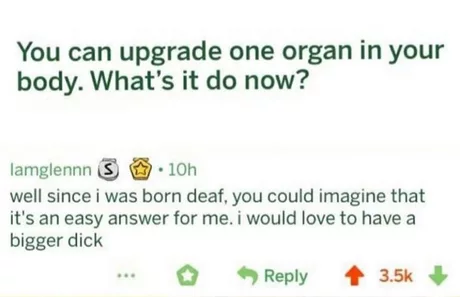 You can upgrade one organ in your
body. What's it do now?
lamglennn S • 10h
well since i was born deaf, you could imagine that
it's an easy answer for me. i would love to have a
bigger dick
... Reply 3.5k